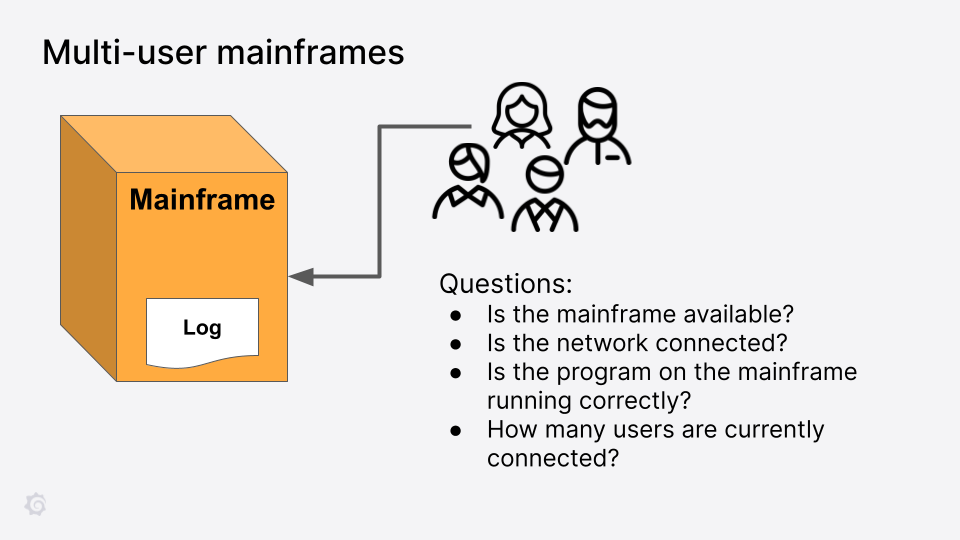 Multi-user mainframes
Mainframe
Log
Questions:
● Is the mainframe available?
● Is the network connected?
● Is the program on the mainframe
running correctly?
● How many users are currently
connected?